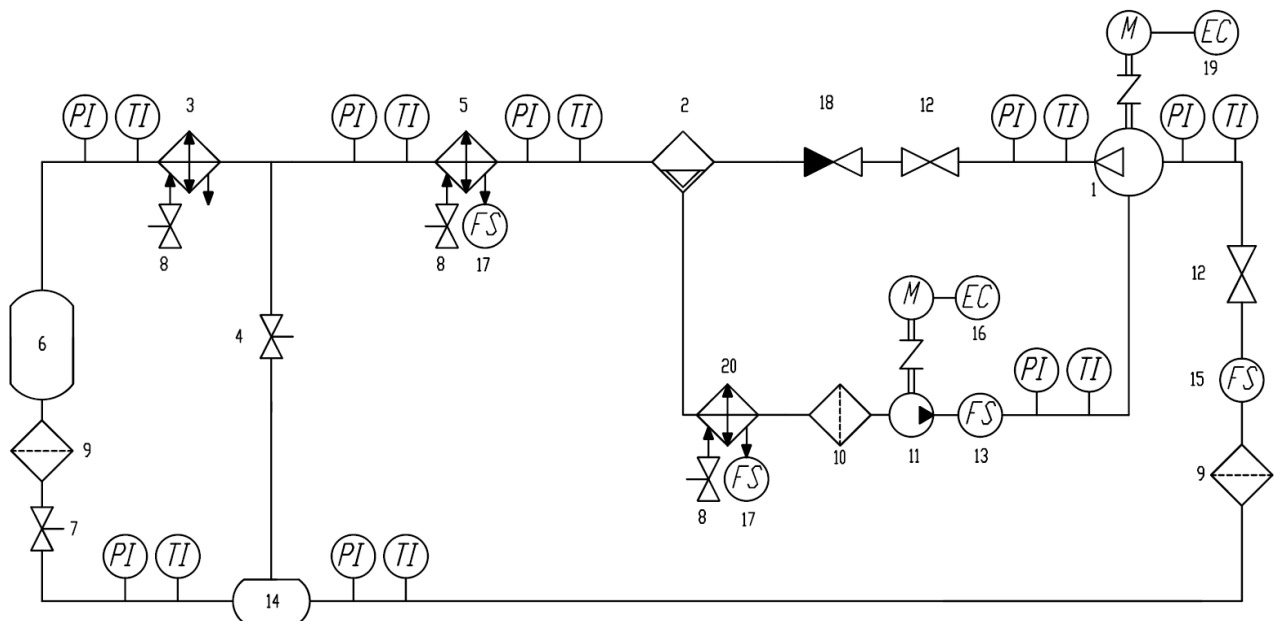 M EC
19
PI TI 3 PI TI 5 PI TI 2 18 12 PI TI PI TI
1
8 8 FS 17
12
M EC
16
6 4 20 PI TI 15 FS
9 FS 9
10 11 13
7 8 FS 17
PI TI PI TI
14